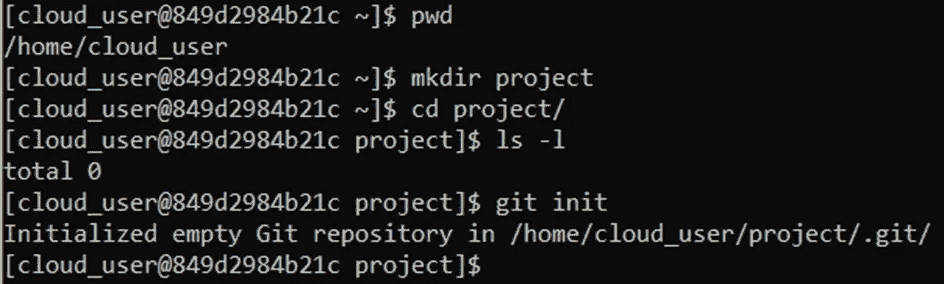 [cloud_user@849d2984b21c ~]$ pwd
/home/cloud_user
[cloud_user@849d2984b21c ~]$ mkdir project
[cloud_user@849d2984b21c ~]$ cd project/
[cloud_user@849d2984b21c project]$ ls -l
total 0
[cloud_user@849d2984b21c project]$ git init
Initialized empty Git repository in /home/cloud_user/project/.git/
[cloud_user@849d2984b21c project]$